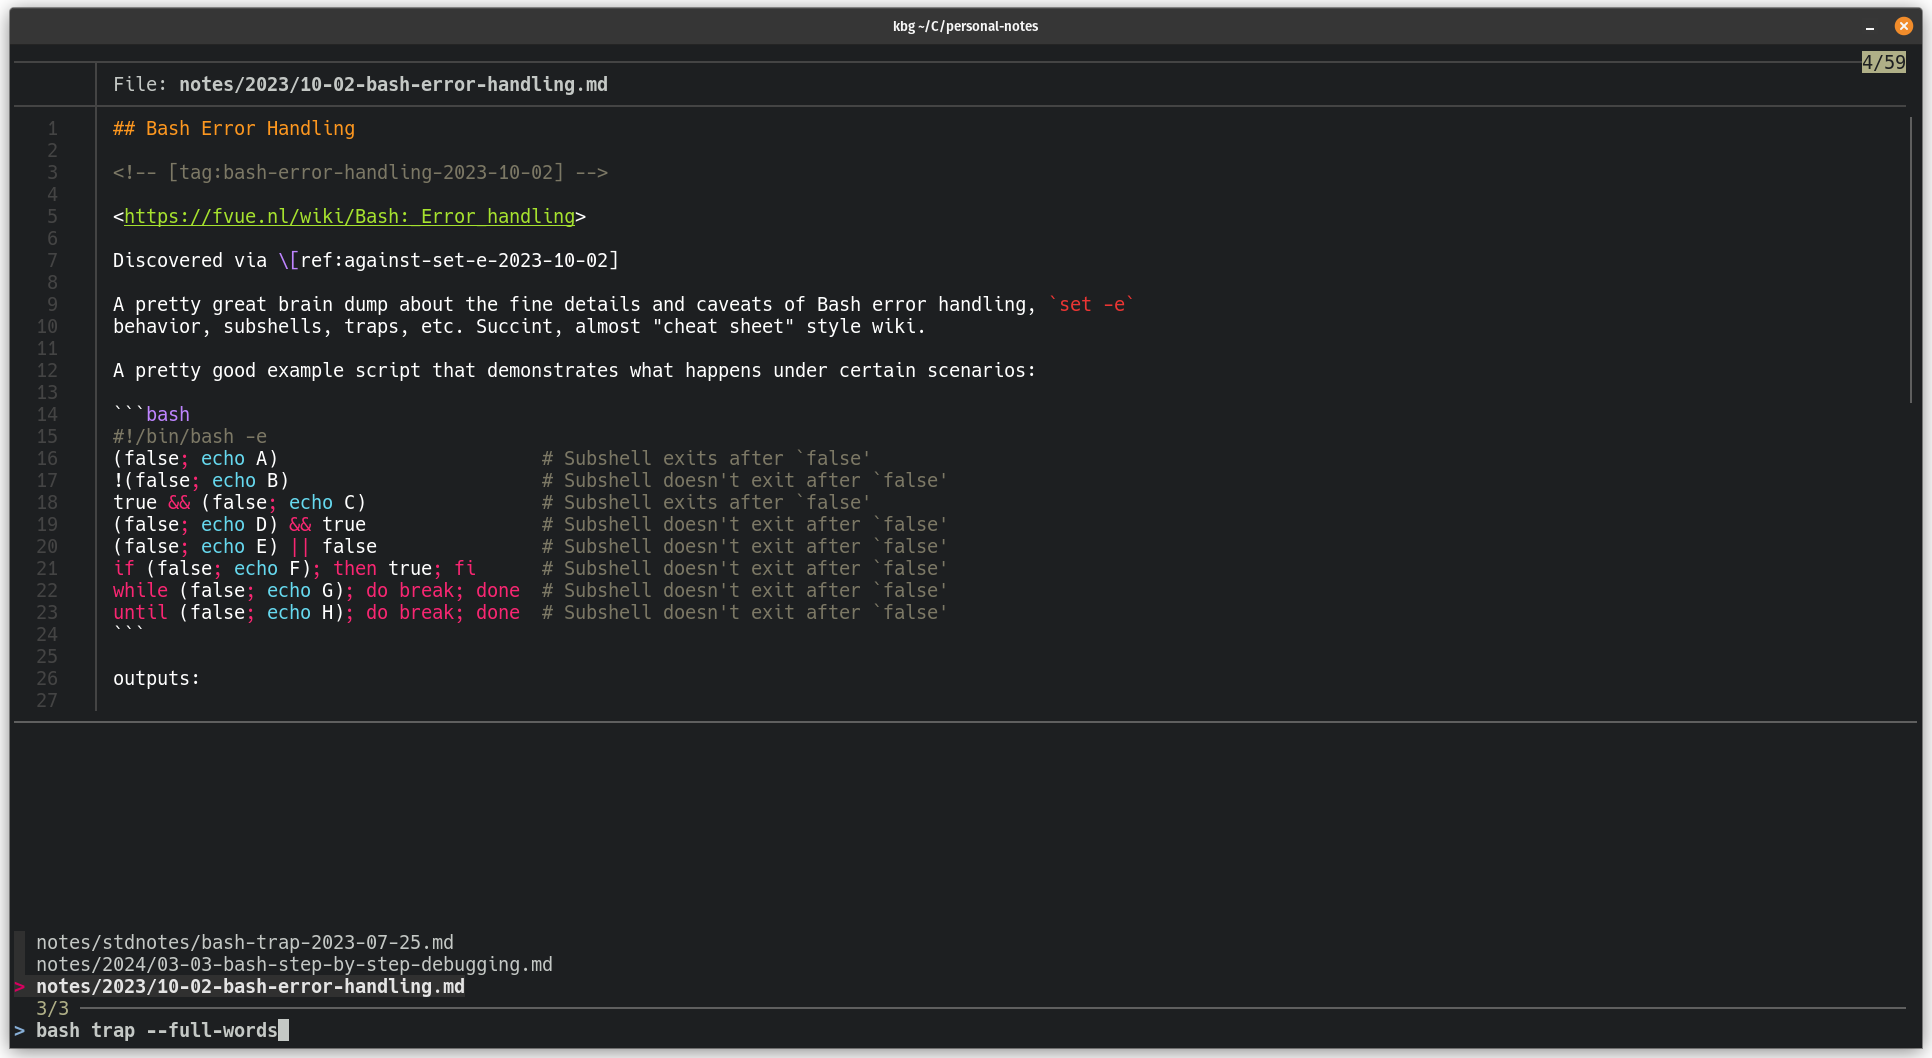 kbg ~/C/personal-notes
4/59
File: notes/2023/10-02-bash-error-handling.md
1 ## Bash Error Handling
2
3 <!-- [tag:bash-error-handling-2023-10-02] -->
4
5 <https://fvue.nl/wiki/Bash:_Error_handling>
6
7 Discovered via \[ref:against-set-e-2023-10-02]
8
9 A pretty great brain dump about the fine details and caveats of Bash error handling, `set -e`
10 behavior, subshells, traps, etc. Succint, almost "cheat sheet" style wiki.
11
12 A pretty good example script that demonstrates what happens under certain scenarios:
13
14 ```bash
15 #!/bin/bash -e
16 (false; echo A)                        # Subshell exits after `false'
17 !(false; echo B)                       # Subshell doesn't exit after `false'
18 true && (false; echo C)                # Subshell exits after `false'
19 (false; echo D) && true                # Subshell doesn't exit after `false'
20 (false; echo E) || false               # Subshell doesn't exit after `false'
21 if (false; echo F); then true; fi      # Subshell doesn't exit after `false'
22 while (false; echo G); do break; done  # Subshell doesn't exit after `false'
23 until (false; echo H); do break; done  # Subshell doesn't exit after `false'
24 ```
25
26 outputs:
27
notes/stdnotes/bash-trap-2023-07-25.md
notes/2024/03-03-bash-step-by-step-debugging.md
> notes/2023/10-02-bash-error-handling.md
3/3
> bash trap --full-words